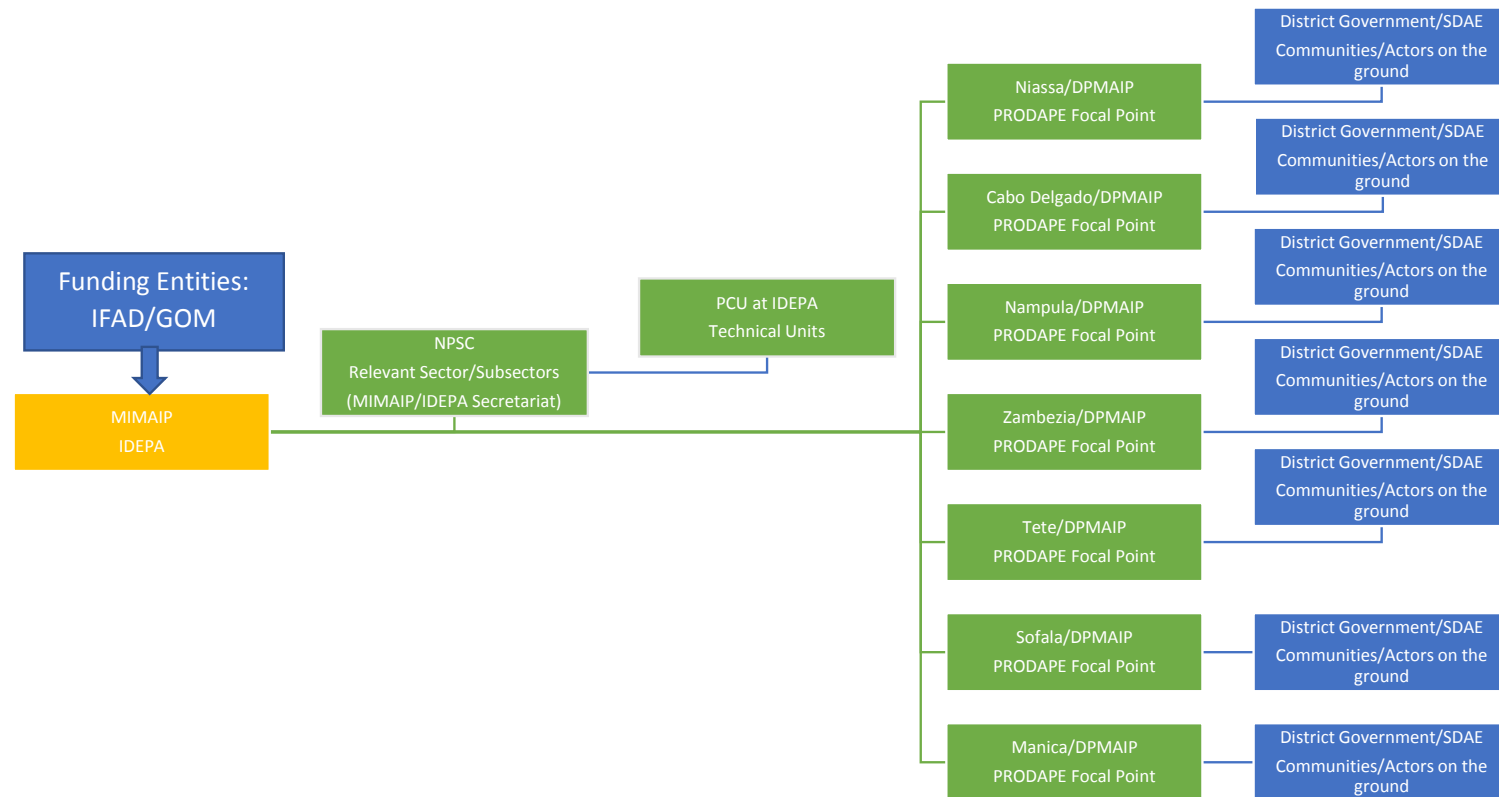 Funding Entities:
IFAD/GOM
MIMAIP
IDEPA
NPSC
Relevant Sector/Subsectors
(MIMAIP/IDEPA Secretariat)
PCU at IDEPA
Technical Units
Niassa/DPMAIP
PRODAPE Focal Point
District Government/SDAE
Communities/Actors on the
ground
Cabo Delgado/DPMAIP
PRODAPE Focal Point
District Government/SDAE
Communities/Actors on the
ground
Nampula/DPMAIP
PRODAPE Focal Point
District Government/SDAE
Communities/Actors on the
ground
Zambezia/DPMAIP
PRODAPE Focal Point
District Government/SDAE
Communities/Actors on the
ground
Tete/DPMAIP
PRODAPE Focal Point
District Government/SDAE
Communities/Actors on the
ground
Sofala/DPMAIP
PRODAPE Focal Point
District Government/SDAE
Communities/Actors on the
ground
Manica/DPMAIP
PRODAPE Focal Point
District Government/SDAE
Communities/Actors on the
ground